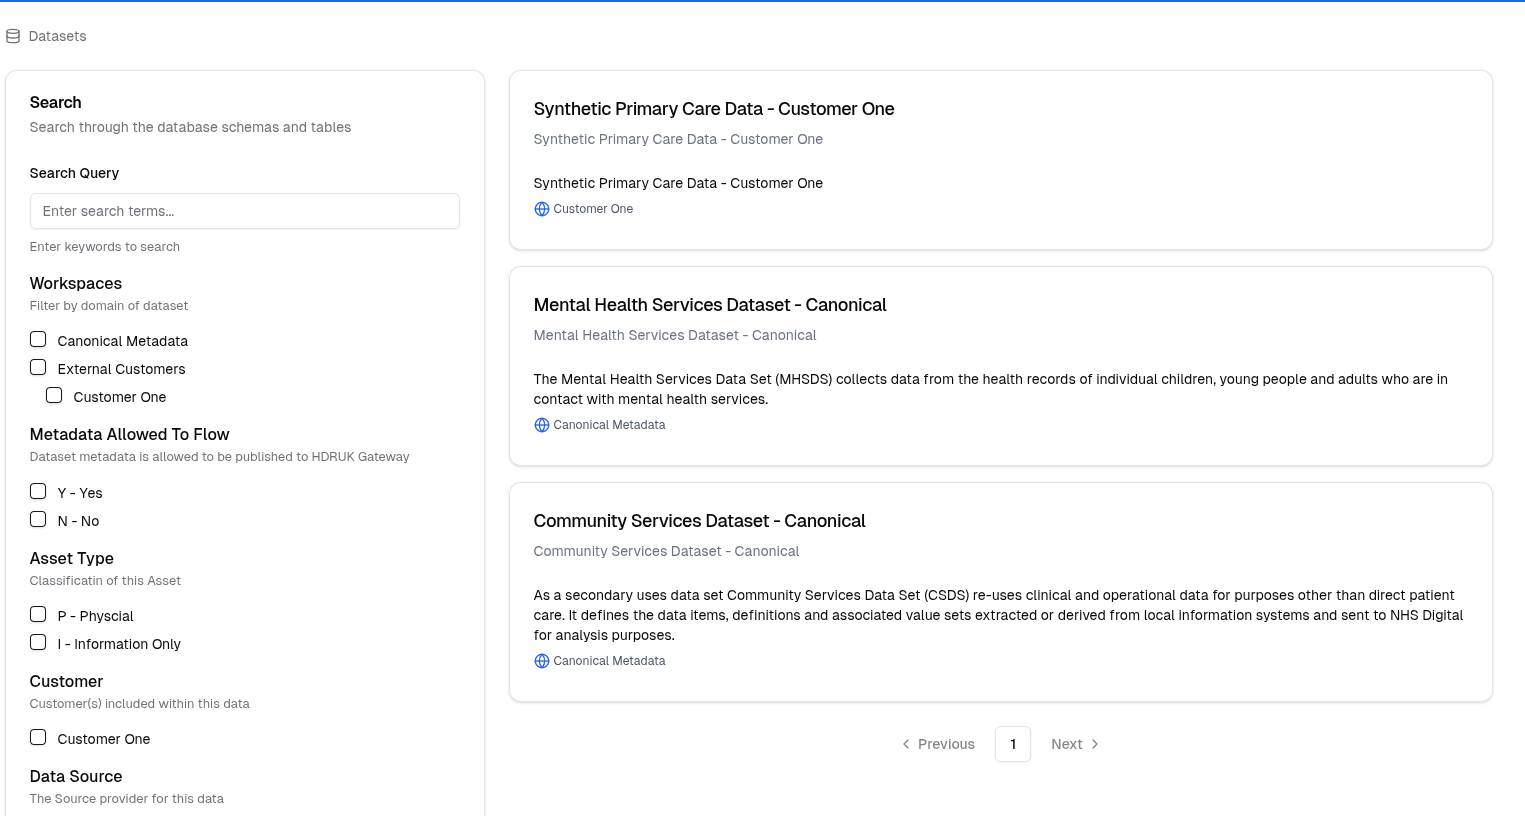 Datasets
Search
Search through the database schemas and tables
Search Query
Enter search terms...
Enter keywords to search
Workspaces
Filter by domain of dataset
Canonical Metadata
External Customers
Customer One
Metadata Allowed To Flow
Dataset metadata is allowed to be published to HDRUK Gateway
Y - Yes
N - No
Asset Type
Classificatin of this Asset
P - Physcial
I - Information Only
Customer
Customer(s) included within this data
Customer One
Data Source
The Source provider for this data
Synthetic Primary Care Data - Customer One
Synthetic Primary Care Data - Customer One
Synthetic Primary Care Data - Customer One
Customer One
Mental Health Services Dataset - Canonical
Mental Health Services Dataset - Canonical
The Mental Health Services Data Set (MHSDS) collects data from the health records of individual children, young people and adults who are in
contact with mental health services.
Canonical Metadata
Community Services Dataset - Canonical
Community Services Dataset - Canonical
As a secondary uses data set Community Services Data Set (CSDS) re-uses clinical and operational data for purposes other than direct patient
care. It defines the data items, definitions and associated value sets extracted or derived from local information systems and sent to NHS Digital
for analysis purposes.
Canonical Metadata
Previous 1 Next